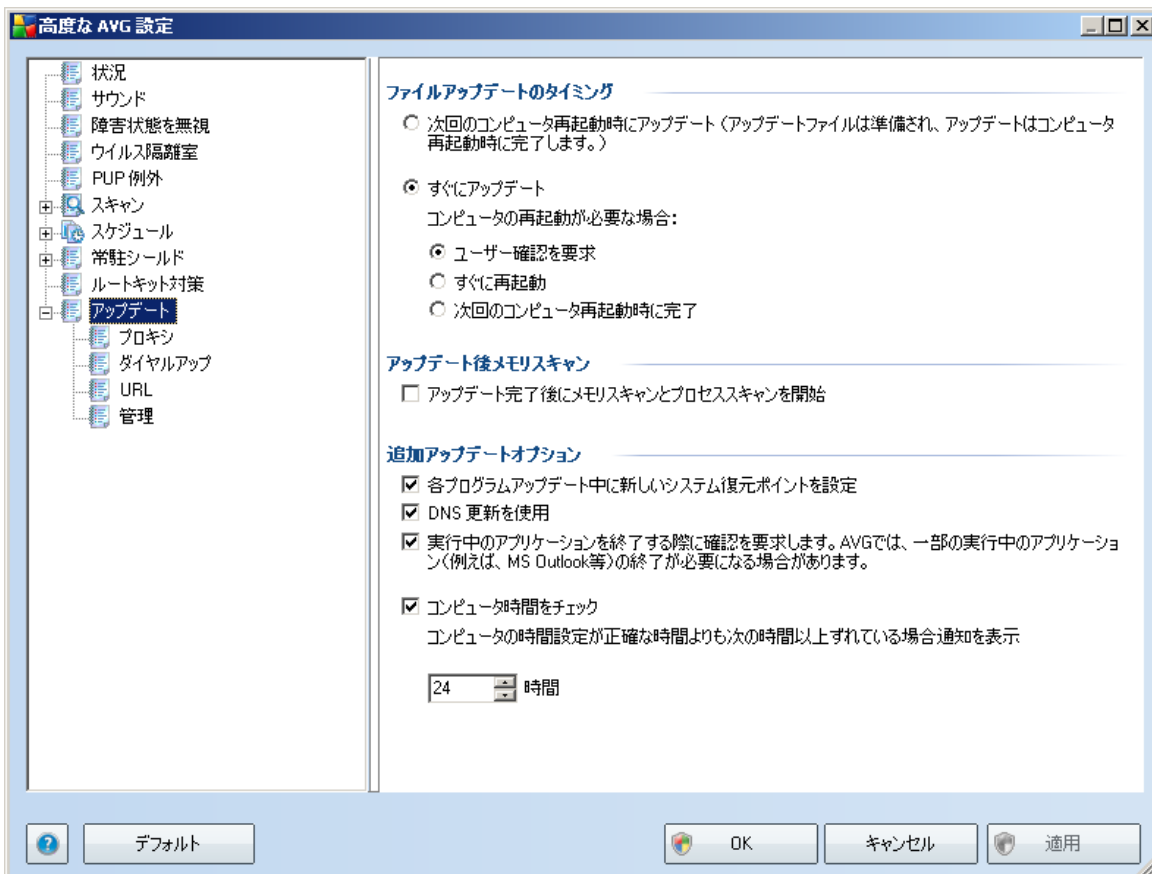 高度な AVG 設定
状況
サウンド
障害状態を無視
ウイルス隔離室
PUP 例外
スキャン
スケジュール
常駐シールド
ルートキット対策
アップデート
プロキシ
ダイヤルアップ
URL
管理
ファイルアップデートのタイミング
次回のコンピュータ再起動時にアップデート（アップデートファイルは準備され、アップデートはコンピュータ
再起動時に完了します。）
すぐにアップデート
コンピュータの再起動が必要な場合:
ユーザー確認を要求
すぐに再起動
次回のコンピュータ再起動時に完了
アップデート後メモリスキャン
アップデート完了後にメモリスキャンとプロセススキャンを開始
追加アップデートオプション
各プログラムアップデート中に新しいシステム復元ポイントを設定
DNS 更新を使用
実行中のアプリケーションを終了する際に確認を要求します。AVGでは、一部の実行中のアプリケーショ
ン(例えば、MS Outlook等)の終了が必要になる場合があります。
コンピュータ時間をチェック
コンピュータの時間設定が正確な時間よりも次の時間以上ずれている場合通知を表示
24 時間
デフォルト
OK
キャンセル
適用